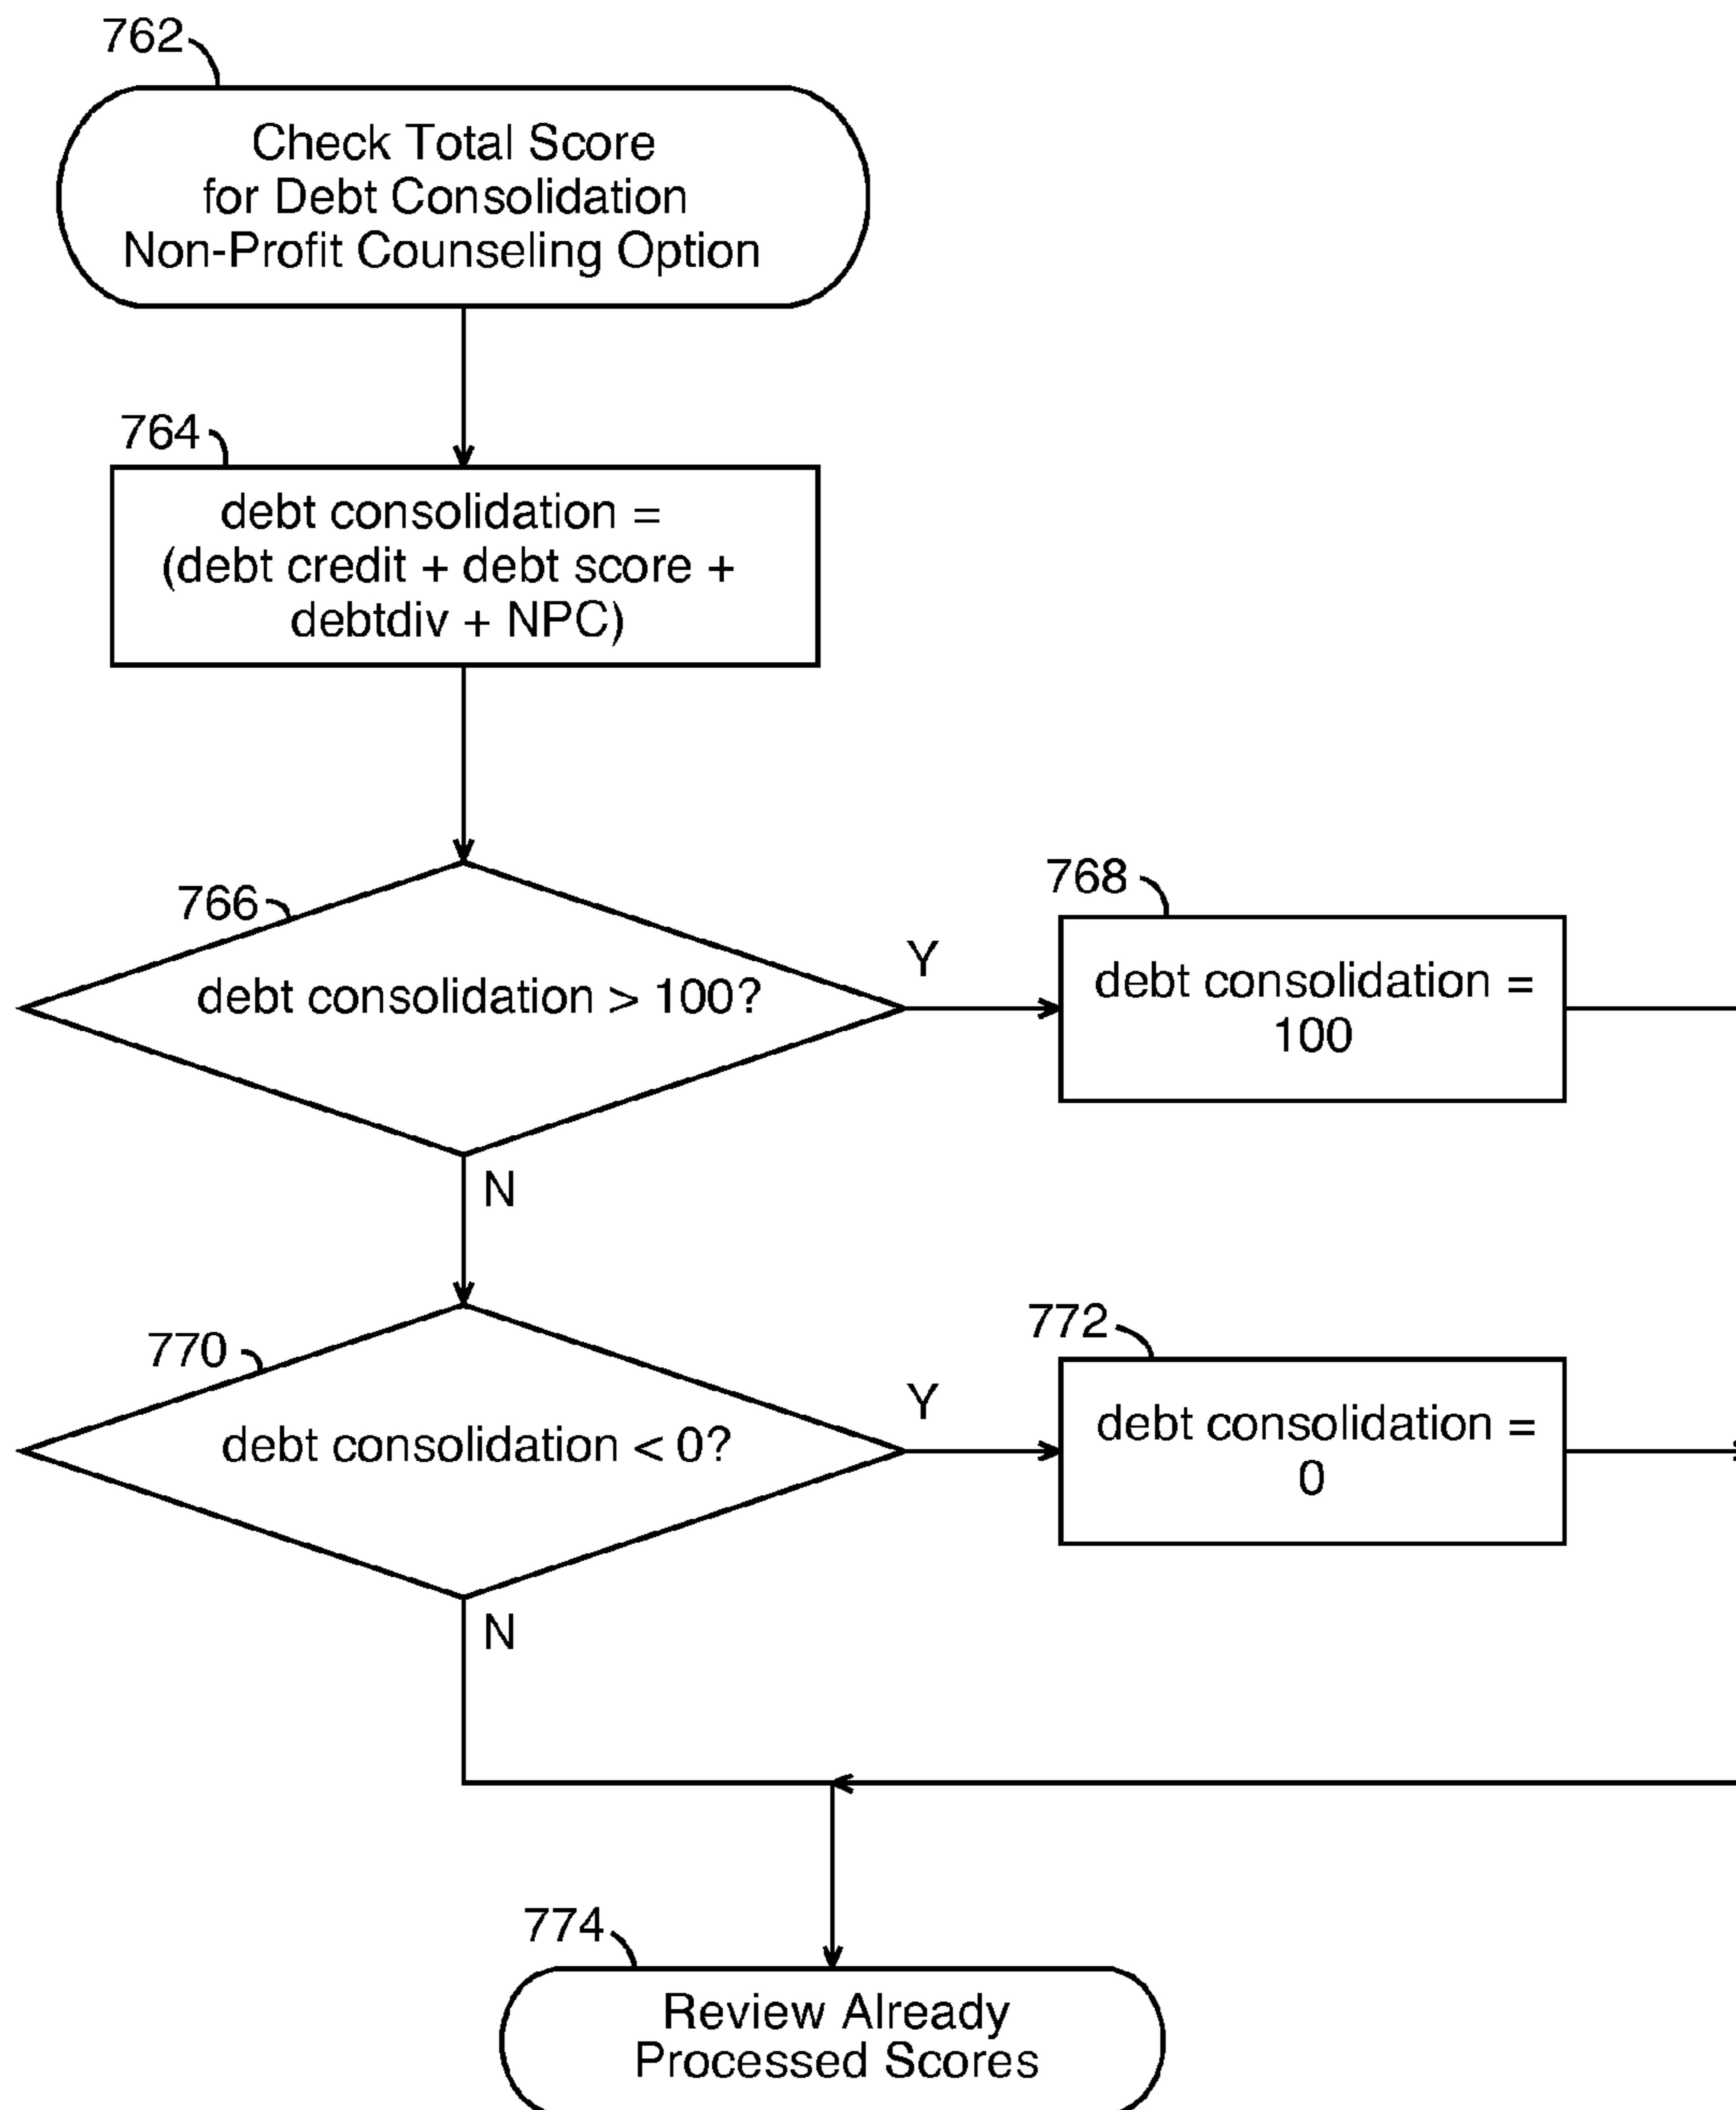 762
Check Total Score
for Debt Consolidation
Non-Profit Counseling Option
764
debt consolidation =
(debt credit + debt score +
debtdiv + NPC)
766
debt consolidation > 100?
Y
768
debt consolidation =
100
N
770
debt consolidation < 0?
Y
772
debt consolidation =
0
N
774
Review Already
Processed Scores